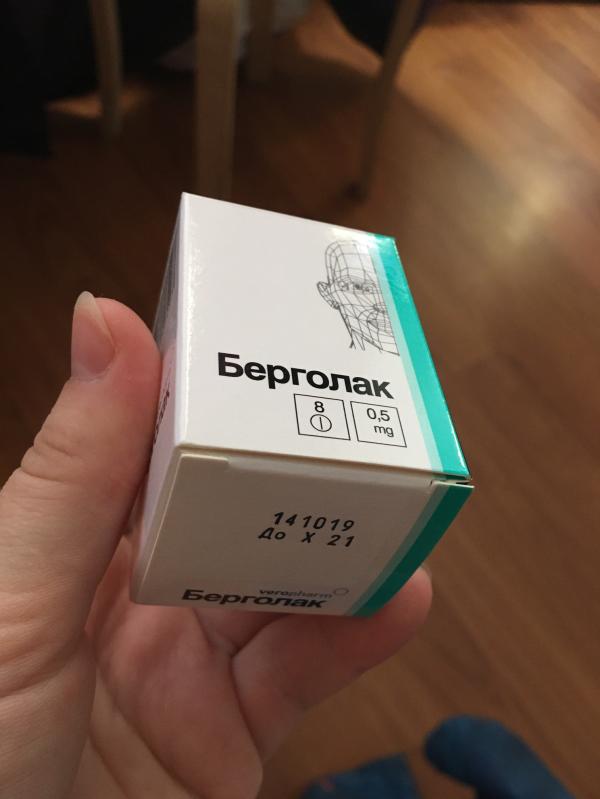 Берголак
8
0,5
mg
141019
До X 21
veropharm
Берголак